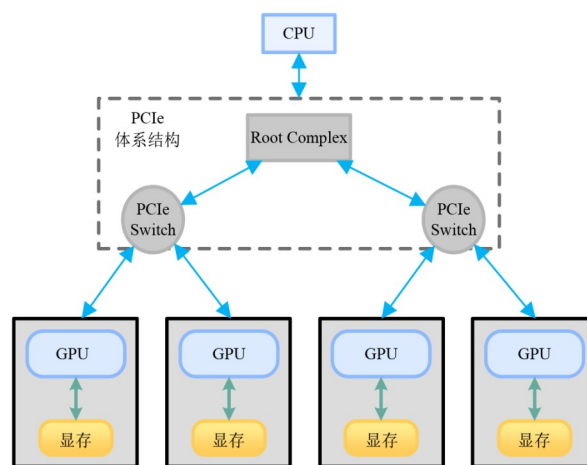 CPU
PCIe
体系结构
Root Complex
PCIe
Switch
PCIe
Switch
GPU
GPU
GPU
GPU
显存
显存
显存
显存